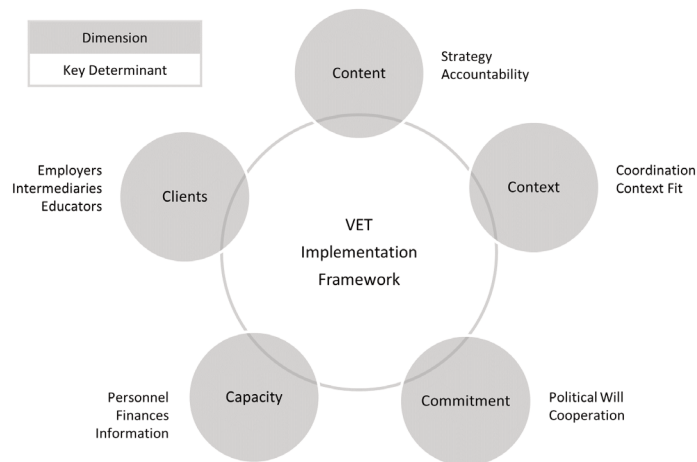 Dimension
Key Determinant
Content
Strategy
Accountability
Context
Coordination
Context Fit
Commitment
Political Will
Cooperation
Capacity
Personnel
Finances
Information
Clients
Employers
Intermediaries
Educators
VET
Implementation
Framework